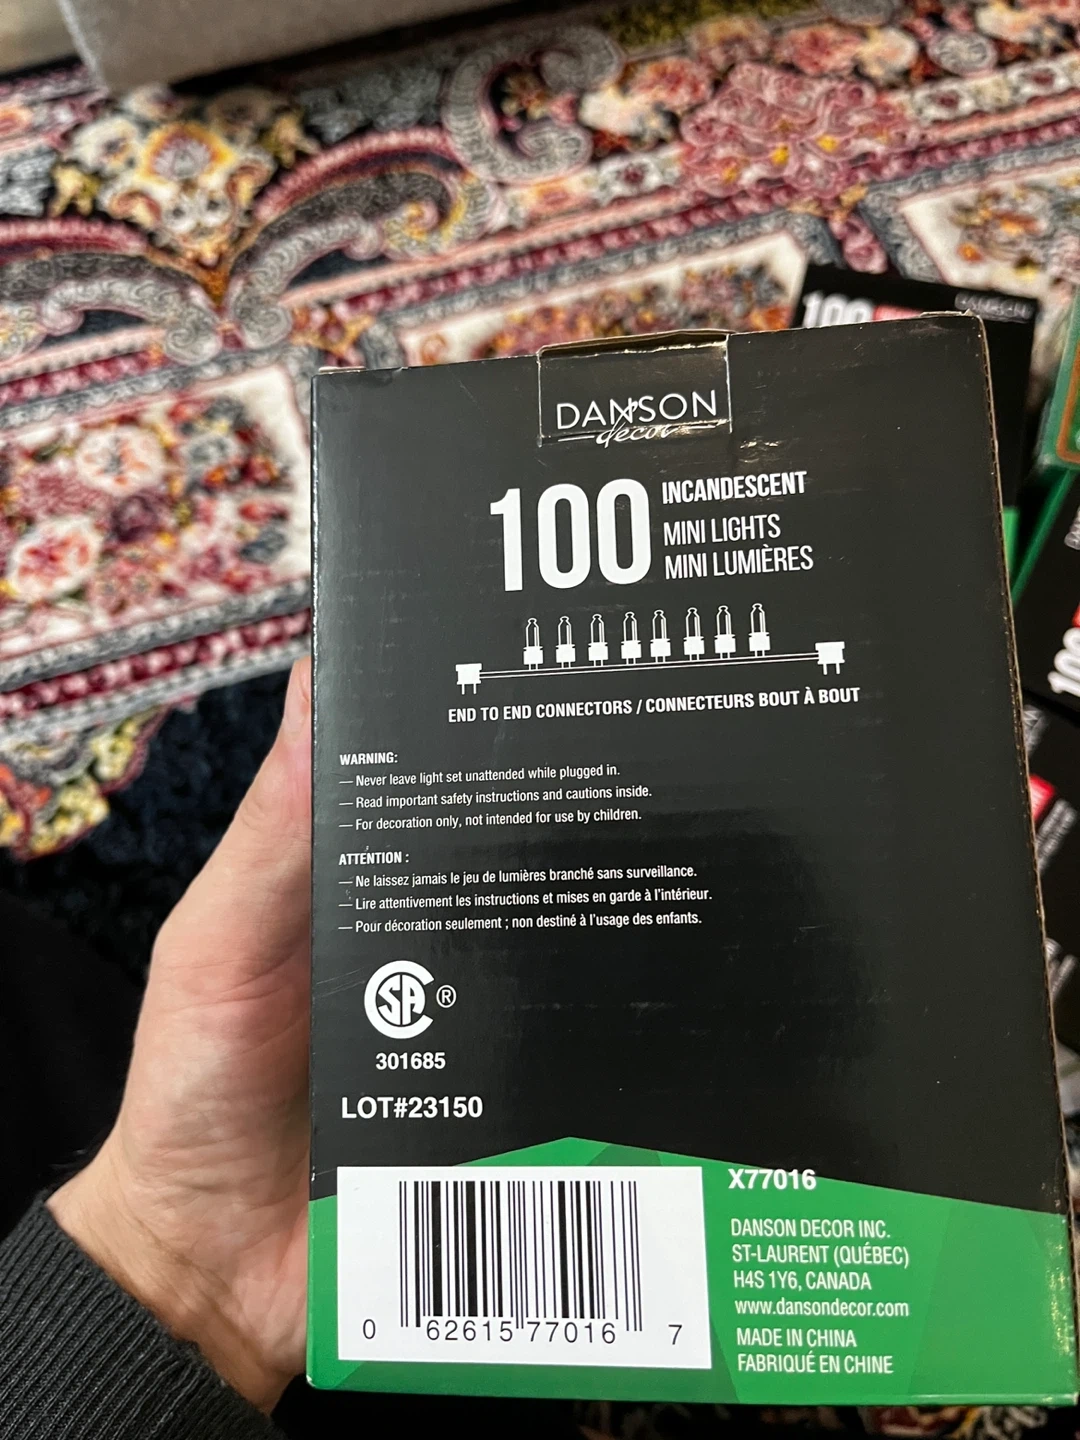 DANSON
decor
100
INCANDESCENT
MINI LIGHTS
MINI LUMIÈRES
END TO END CONNECTORS / CONNECTEURS BOUT À BOUT
WARNING:
— Never leave light set unattended while plugged in.
— Read important safety instructions and cautions inside.
— For decoration only, not intended for use by children.
ATTENTION :
— Ne laissez jamais le jeu de lumières branché sans surveillance.
— Lire attentivement les instructions et mises en garde à l'intérieur.
— Pour décoration seulement ; non destiné à l'usage des enfants.
CSA ®
301685
LOT#23150
0 62615 77016 7
X77016
DANSON DECOR INC.
ST-LAURENT (QUÉBEC)
H4S 1Y6, CANADA
www.dansondecor.com
MADE IN CHINA
FABRIQUÉ EN CHINE
100
100